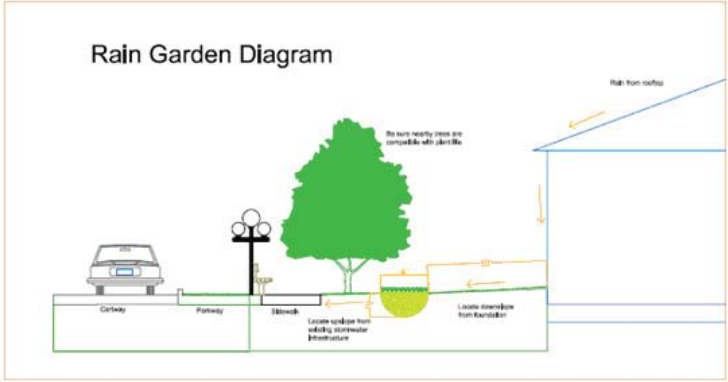 Rain Garden Diagram
Rain from rooftop
Be sure nearby trees are
compatible with plant life
Cartway
Parkway
Sidewalk
Locate upslope from
existing stormwater
infrastructure
Locate downslope
from foundation